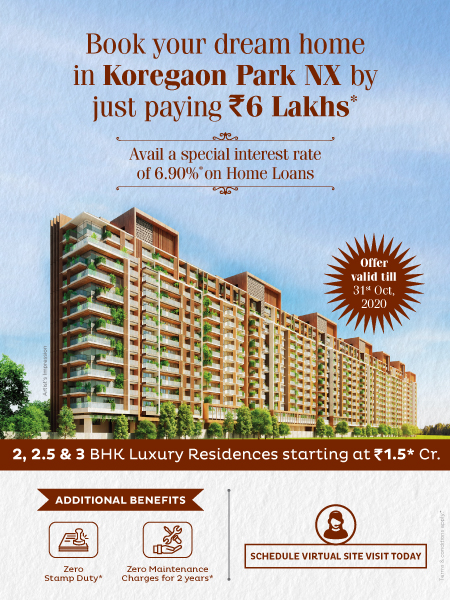 Book your dream home
in Koregaon Park NX by
just paying ₹6 Lakhs*
Avail a special interest rate
of 6.90%* on Home Loans
Offer
valid till
31st Oct,
2020
Artist's Impression
2, 2.5 & 3 BHK Luxury Residences starting at ₹1.5* Cr.
ADDITIONAL BENEFITS
Zero
Stamp Duty*
Zero Maintenance
Charges for 2 years*
SCHEDULE VIRTUAL SITE VISIT TODAY
Terms & conditions apply*